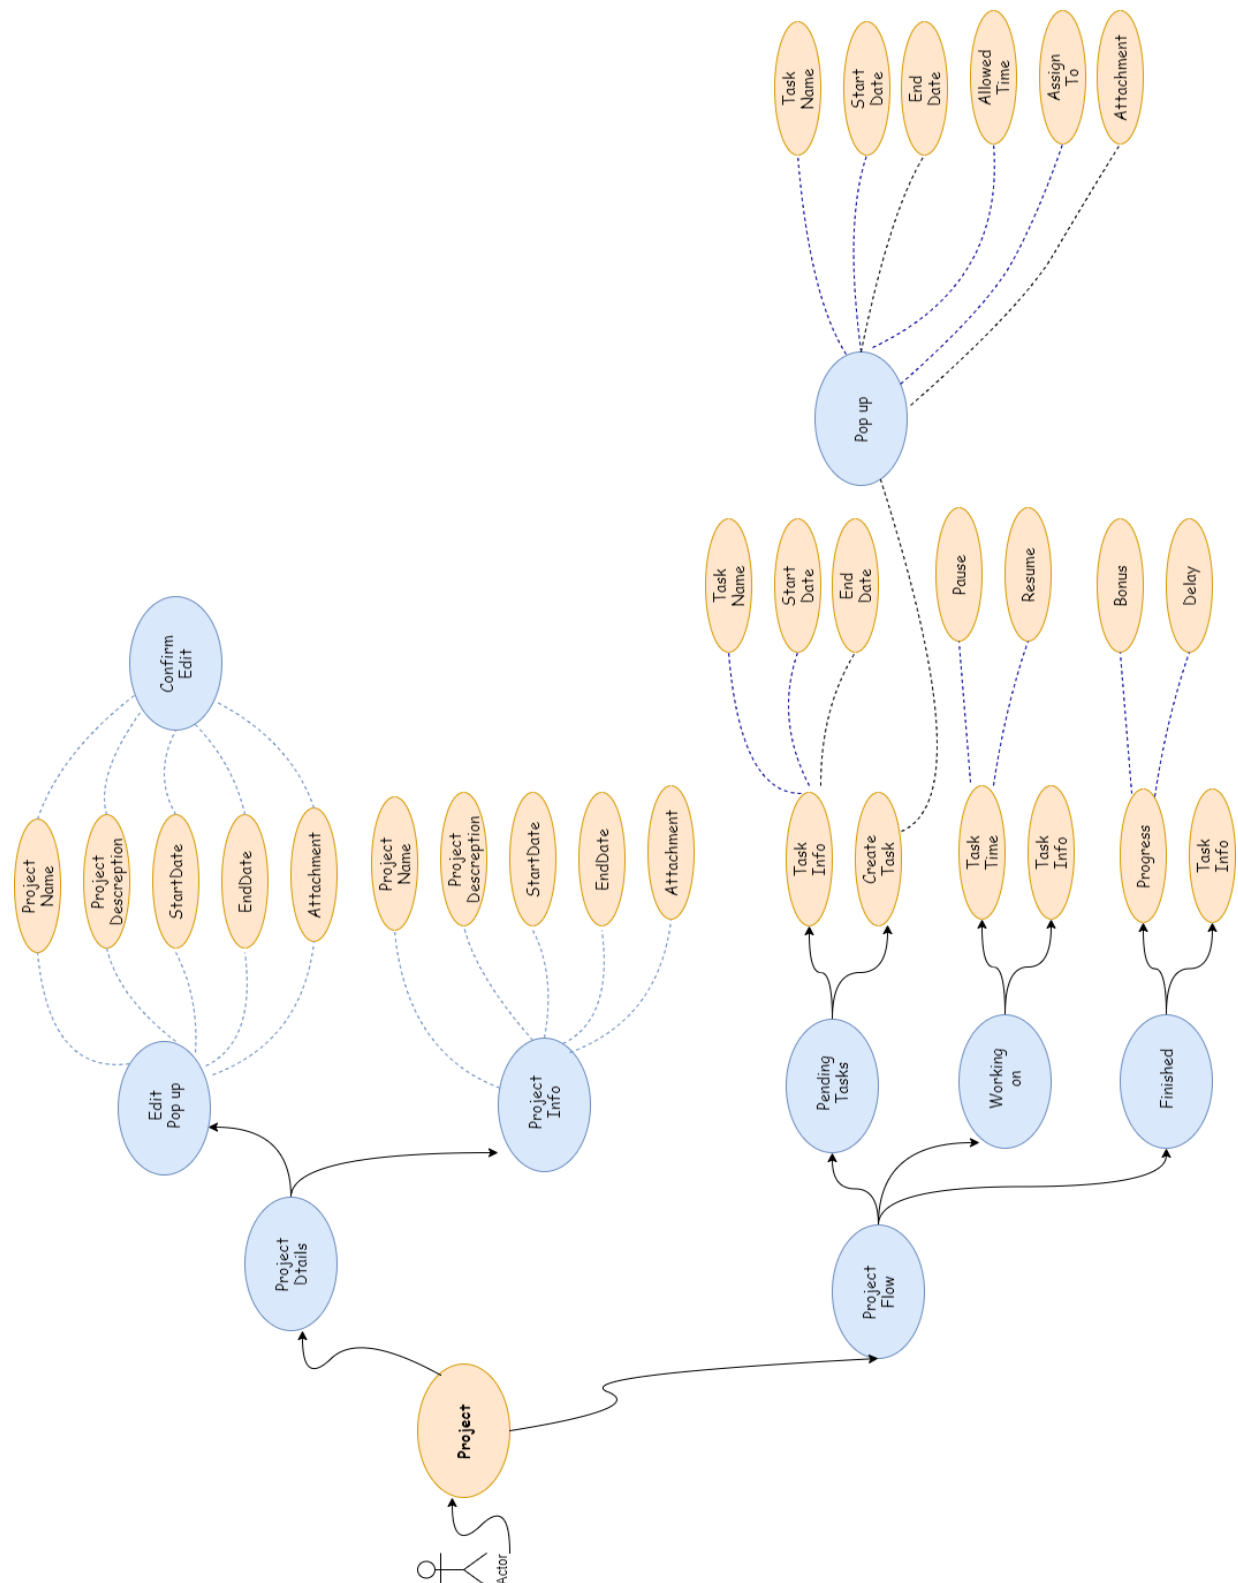 Actor
Project
Project
Dtails
Edit
Pop up
Project
Name
Project
Descreption
StartDate
EndDate
Attachment
Confirm
Edit
Project
Info
Project
Name
Project
Descreption
StartDate
EndDate
Attachment
Project
Flow
Pending
Tasks
Task
Info
Task
Name
Start
Date
End
Date
Create
Task
Pop up
Task
Name
Start
Date
End
Date
Allowed
Time
Assign
To
Attachment
Working
on
Task
Time
Pause
Resume
Task
Info
Finished
Progress
Bonus
Delay
Task
Info